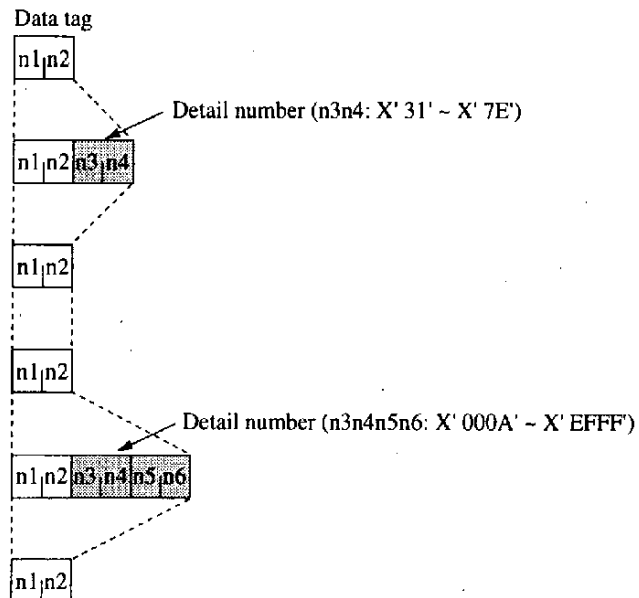 Data tag
n1 n2
Detail number (n3n4: X' 31' ~ X' 7E')
n1 n2 n3 n4
n1 n2
n1 n2
Detail number (n3n4n5n6: X' 000A' ~ X' EFFF')
n1 n2 n3 n4 n5 n6
n1 n2